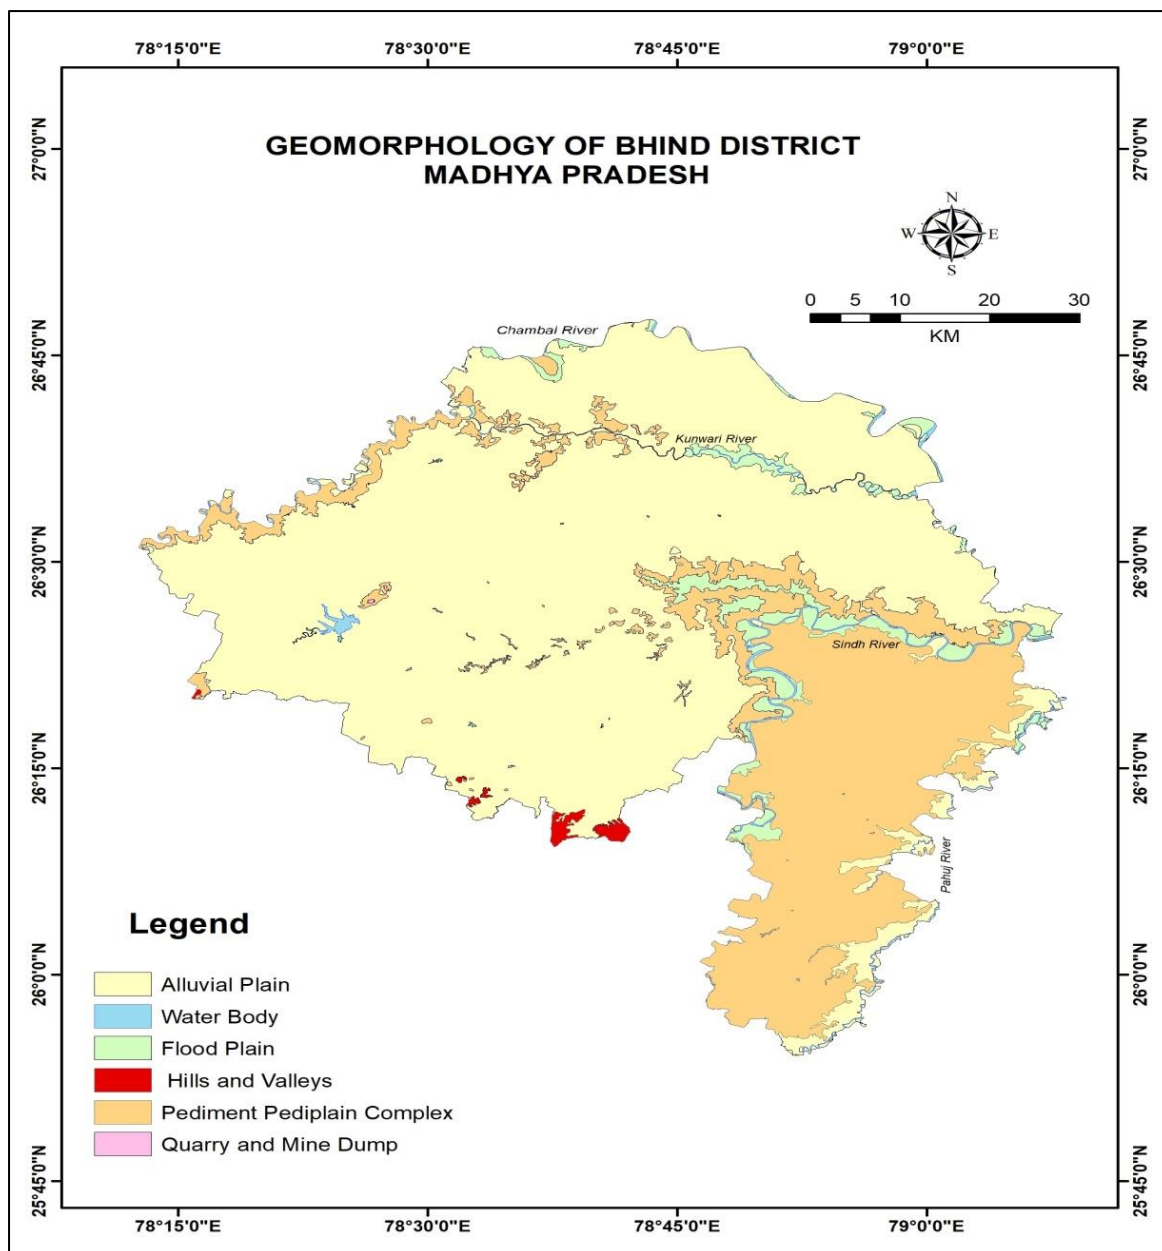 78°15'0"E 78°30'0"E 78°45'0"E 79°0'0"E
GEOMORPHOLOGY OF BHIND DISTRICT
MADHYA PRADESH
27°0'0"N 27°0'0"N
N
W E
S
0 5 10 20 30
KM
Chambal River
26°45'0"N 26°45'0"N
Kunwari River
26°30'0"N 26°30'0"N
Sindh River
26°15'0"N 26°15'0"N
Pahuj River
Legend
26°0'0"N 26°0'0"N
Alluvial Plain
Water Body
Flood Plain
Hills and Valleys
Pediment Pediplain Complex
Quarry and Mine Dump
25°45'0"N 25°45'0"N
78°15'0"E 78°30'0"E 78°45'0"E 79°0'0"E